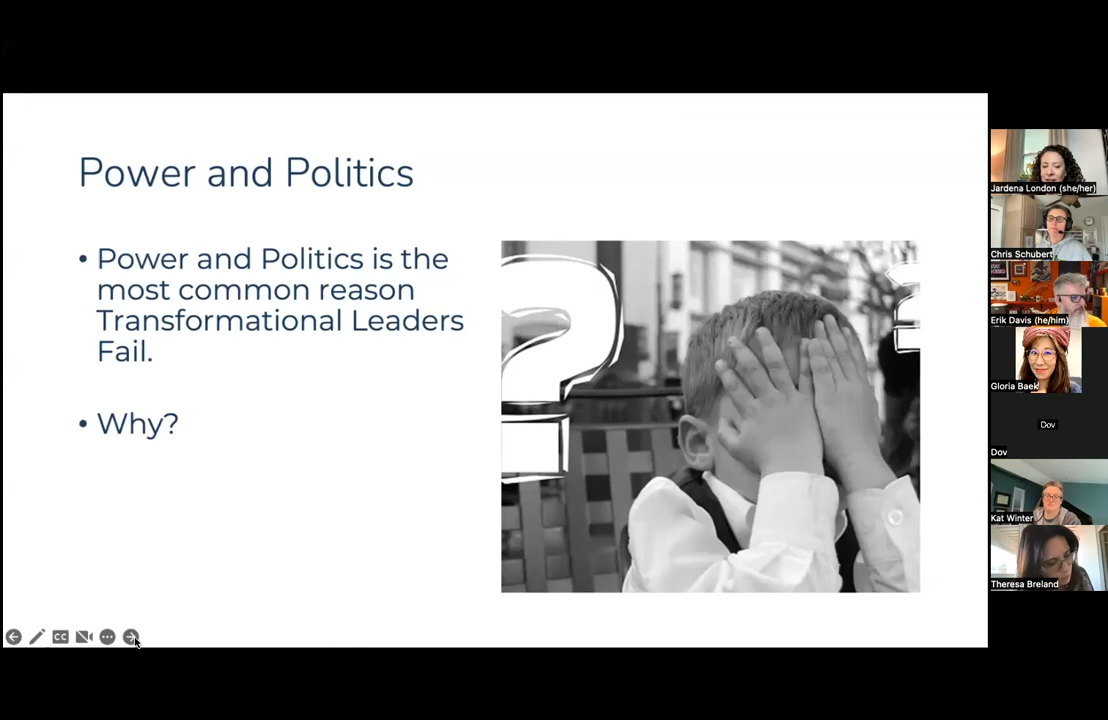 Power and Politics
• Power and Politics is the
most common reason
Transformational Leaders
Fail.
• Why?
?
CC
Jardena London (she/her)
Chris Schubert
Erik Davis (he/him)
Gloria Baek
Dov
Dov
Kat Winter
Theresa Breland